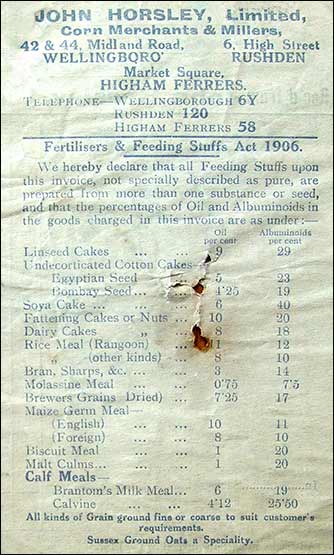 JOHN HORSLEY, Limited,
Corn Merchants & Millers,
42 & 44, Midland Road, 6, High Street
WELLINGBORO' RUSHDEN
Market Square,
HIGHAM FERRERS.
TELEPHONE—WELLINGBOROUGH 6Y
RUSHDEN 120
HIGHAM FERRERS 58
Fertilisers & Feeding Stuffs Act 1906.
We hereby declare that all Feeding Stuffs upon
this invoice, not specially described as pure, are
prepared from more than one substance or seed,
and that the percentages of Oil and Albuminoids in
the goods charged in this invoice are as under:—
Oil Albuminoids
per cent per cent
Linseed Cakes ... ... 9 29
Undecorticated Cotton Cakes—
Egyptian Seed ... 5 23
Bombay Seed... ... 4'25 19
Soya Cake ... ... ... 6 40
Fattening Cakes or Nuts ... 10 20
Dairy Cakes „ ... 8 18
Rice Meal (Rangoon) ... 11 12
„ (other kinds) ... 8 10
Bran, Sharps, &c. ... ... 3 14
Molassine Meal ... ... 0'75 7'5
Brewers Grains Dried) ... 7'25 17
Maize Germ Meal—
(English) ... ... 10 11
(Foreign) ... ... 8 10
Biscuit Meal ... ... 1 20
Malt Culms... ... ... 1 20
Calf Meals—
Brantom's Milk Meal... 6 19
Calvine ... ... 4'12 25'50
All kinds of Grain ground fine or coarse to suit customer's
requirements.
Sussex Ground Oats a Speciality.